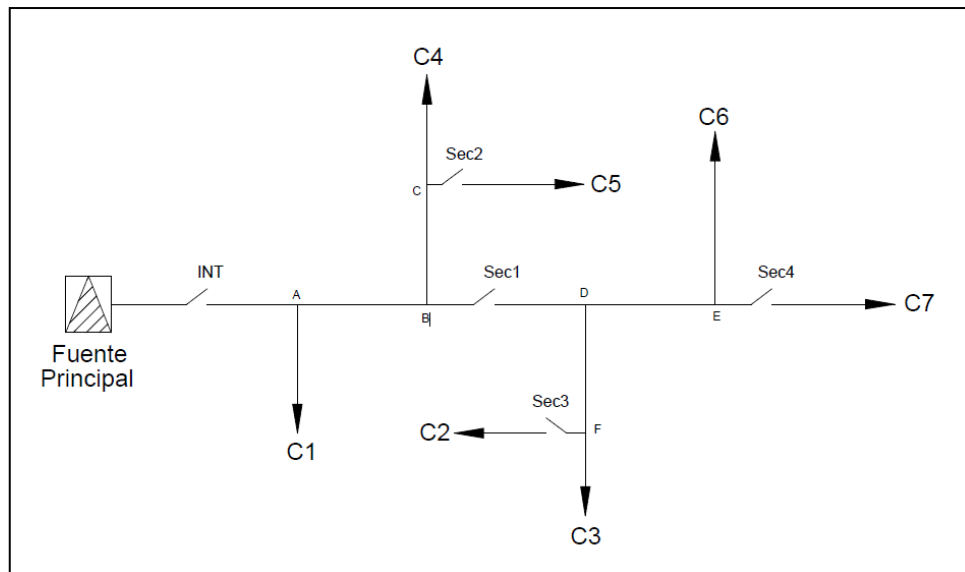 C4
C6
Sec2
C
C5
INT
A
Sec1
D
Sec4
B
E
C7
Fuente
Principal
Sec3
C2
F
C1
C3